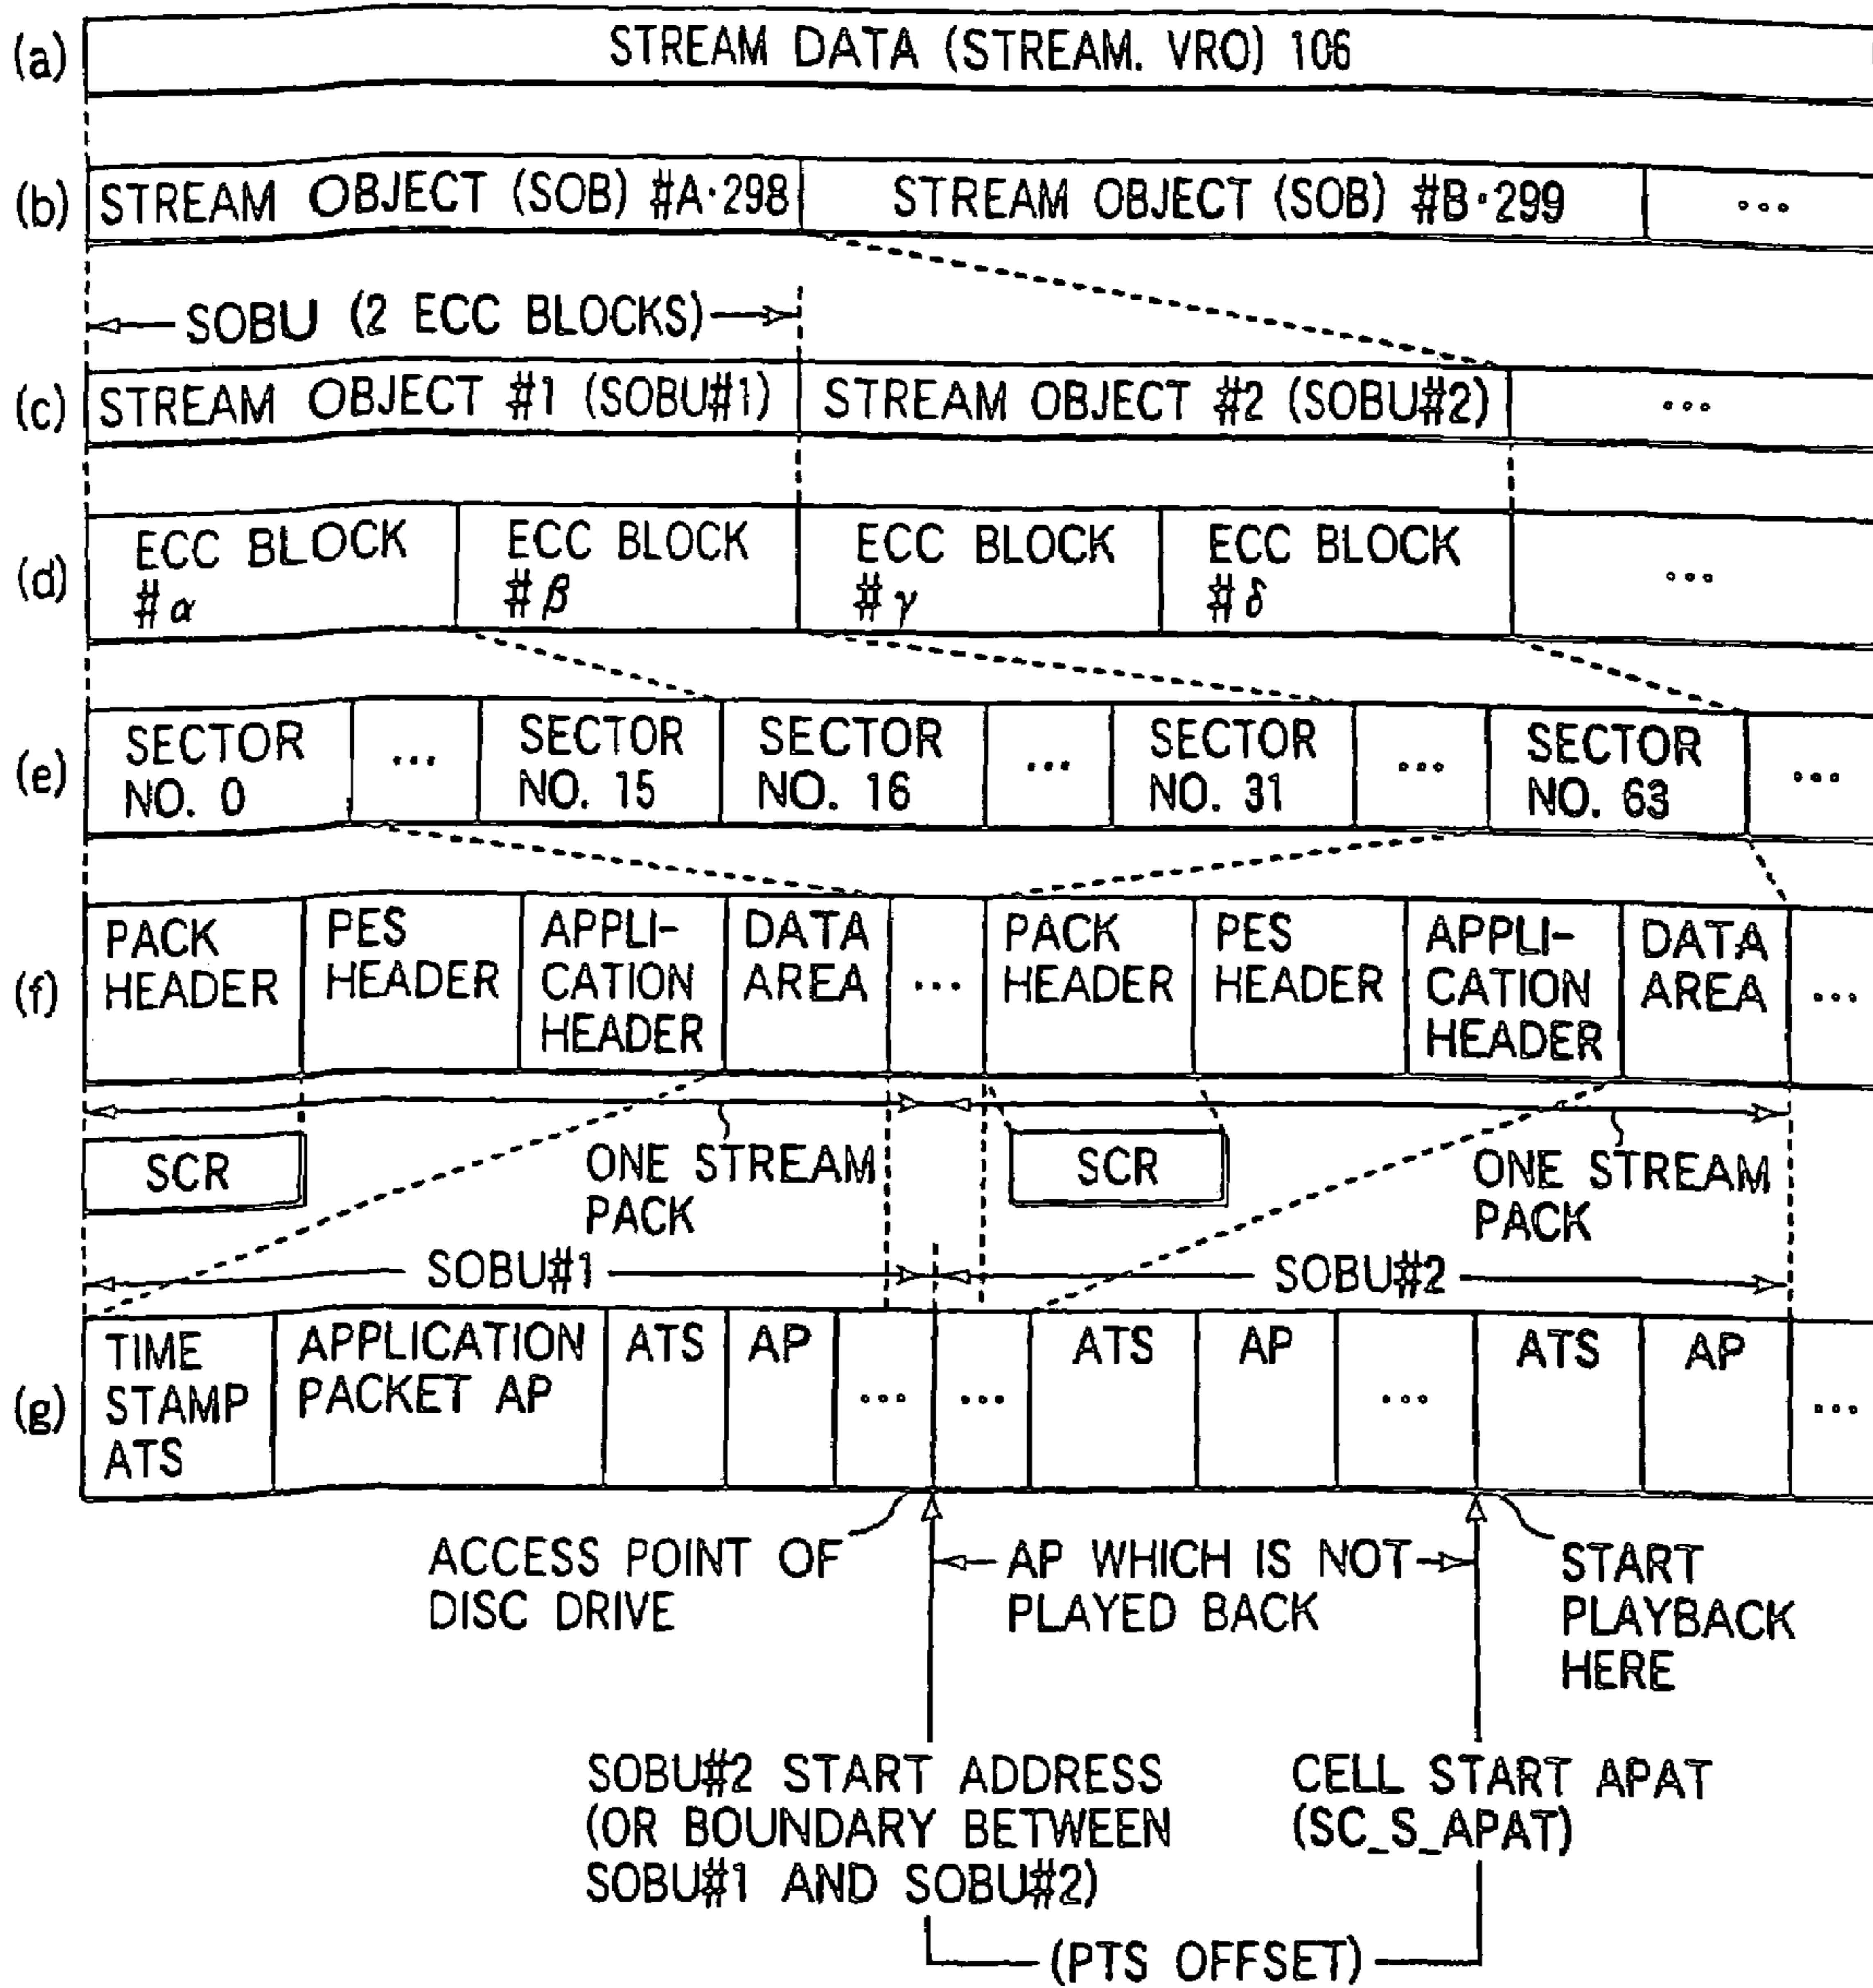 (a) STREAM DATA (STREAM. VRO) 106
(b) STREAM OBJECT (SOB) #A·298 STREAM OBJECT (SOB) #B·299 ...
SOBU (2 ECC BLOCKS)
(c) STREAM OBJECT #1 (SOBU#1) STREAM OBJECT #2 (SOBU#2) ...
(d)
ECC BLOCK
#α
ECC BLOCK
#β
ECC BLOCK
#γ
ECC BLOCK
#δ
...
(e)
SECTOR
NO. 0
...
SECTOR
NO. 15
SECTOR
NO. 16
...
SECTOR
NO. 31
...
SECTOR
NO. 63
...
(f)
PACK
HEADER
PES
HEADER
APPLI-
CATION
HEADER
DATA
AREA
...
PACK
HEADER
PES
HEADER
APPLI-
CATION
HEADER
DATA
AREA
...
SCR
ONE STREAM
PACK
SCR
ONE STREAM
PACK
SOBU#1
SOBU#2
(g)
TIME
STAMP
ATS
APPLICATION
PACKET AP
ATS
AP
...
...
ATS
AP
...
ATS
AP
...
ACCESS POINT OF
DISC DRIVE
AP WHICH IS NOT
PLAYED BACK
START
PLAYBACK
HERE
SOBU#2 START ADDRESS
(OR BOUNDARY BETWEEN
SOBU#1 AND SOBU#2)
CELL START APAT
(SC_S_APAT)
(PTS OFFSET)